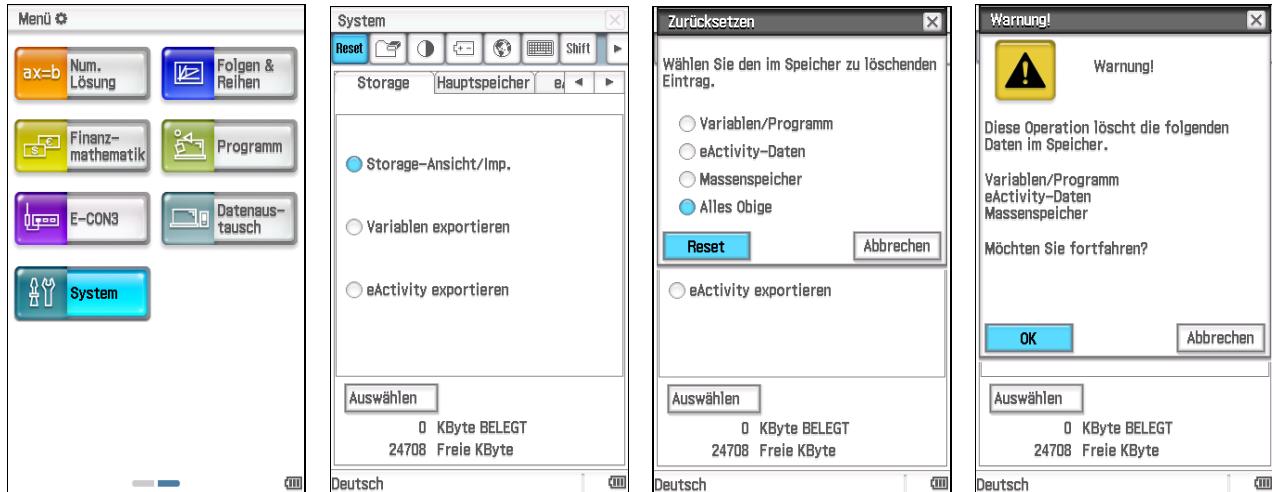 Menü
ax=b Num. Lösung
Folgen & Reihen
Finanz-mathematik
Programm
E-CON3
Datenaus-tausch
System
System
Reset Shift
Storage Hauptspeicher e
Storage-Ansicht/Imp.
Variablen exportieren
eActivity exportieren
Auswählen
0 KByte BELEGT
24708 Freie KByte
Deutsch
Zurücksetzen
Wählen Sie den im Speicher zu löschenden
Eintrag.
Variablen/Programm
eActivity-Daten
Massenspeicher
Alles Obige
Reset Abbrechen
eActivity exportieren
Auswählen
0 KByte BELEGT
24708 Freie KByte
Deutsch
Warnung!
Warnung!
Diese Operation löscht die folgenden
Daten im Speicher.
Variablen/Programm
eActivity-Daten
Massenspeicher
Möchten Sie fortfahren?
OK Abbrechen
Auswählen
0 KByte BELEGT
24708 Freie KByte
Deutsch